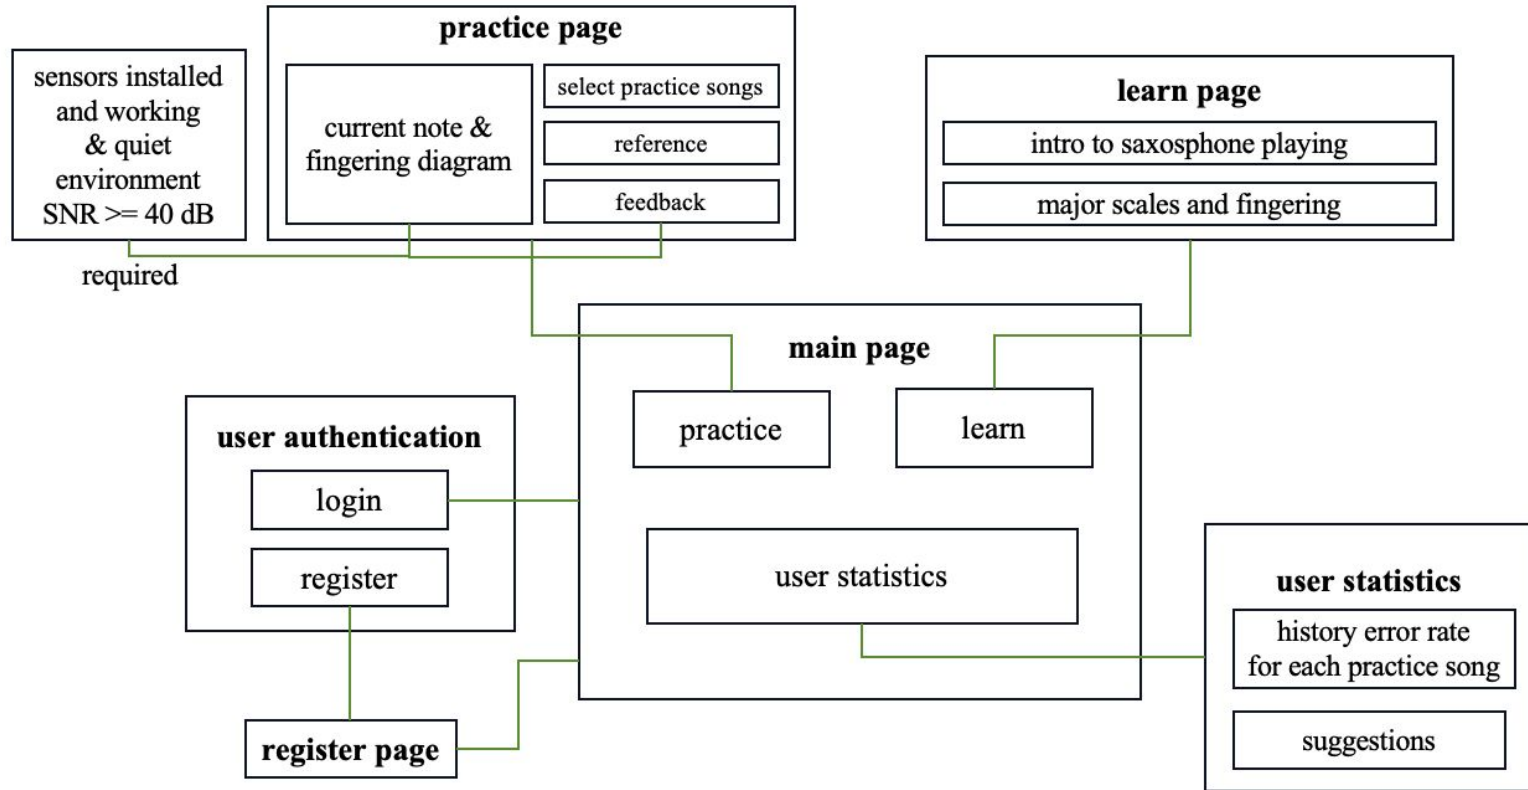 practice page
sensors installed
and working
& quiet
environment
SNR >= 40 dB
required
current note &
fingering diagram
select practice songs
reference
feedback
learn page
intro to saxosphone playing
major scales and fingering
main page
practice
learn
user statistics
user authentication
login
register
register page
user statistics
history error rate
for each practice song
suggestions